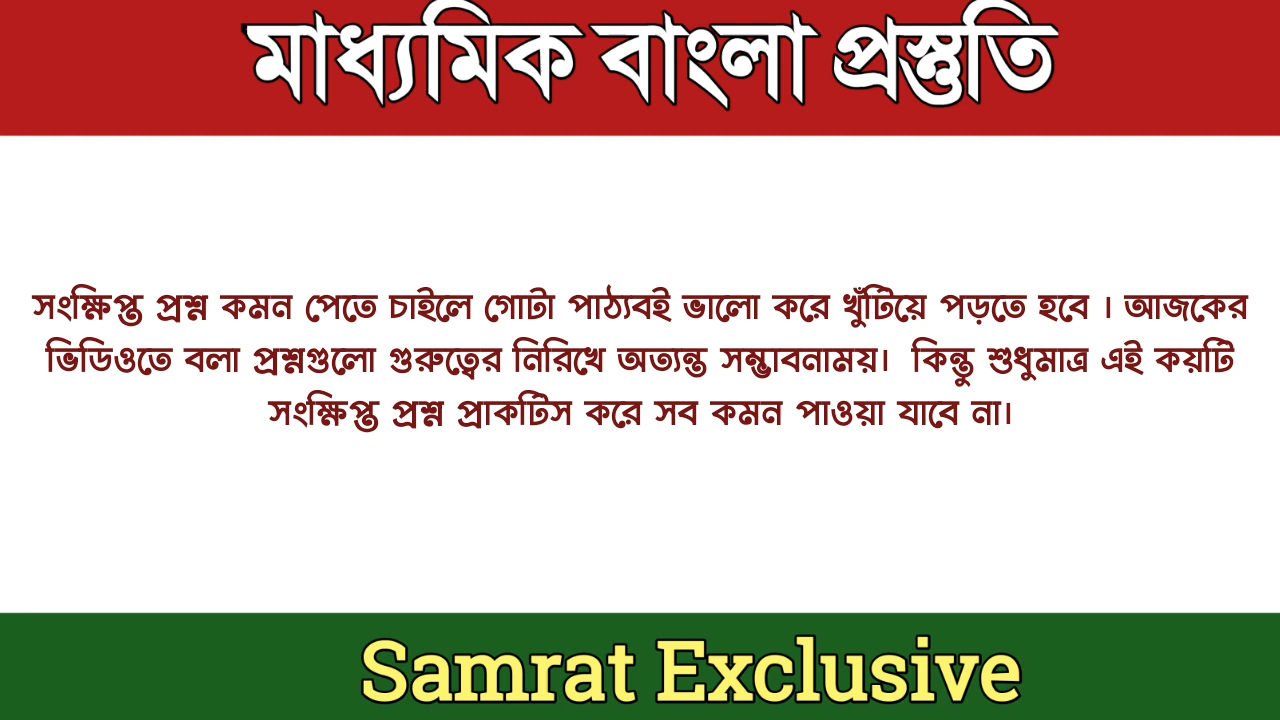 মাধ্যমিক বাংলা প্রস্তুতি
সংক্ষিপ্ত প্রশ্ন কমন পেতে চাইলে গোটা পাঠ্যবই ভালো করে খুঁটিয়ে পড়তে হবে । আজকের
ভিডিওতে বলা প্রশ্নগুলো গুরুত্বের নিরিখে অত্যন্ত সম্ভাবনাময়। কিন্তু শুধুমাত্র এই কয়টি
সংক্ষিপ্ত প্রশ্ন প্রাকটিস করে সব কমন পাওয়া যাবে না।
Samrat Exclusive